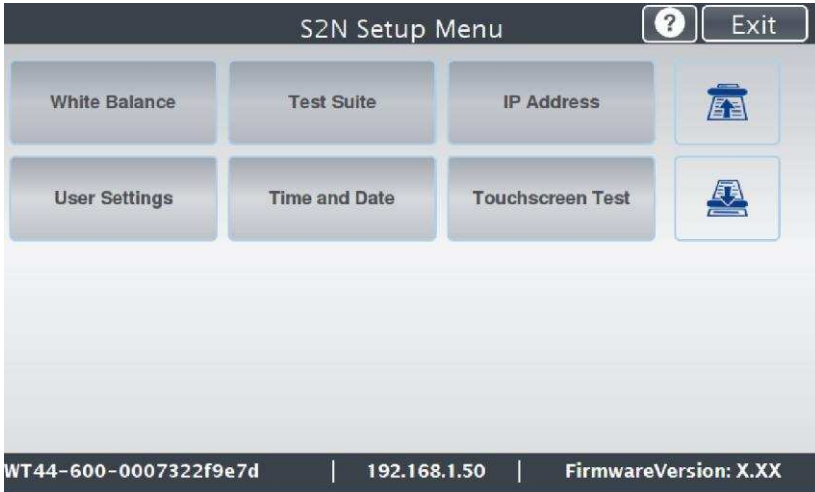 S2N Setup Menu ? Exit
White Balance Test Suite IP Address
User Settings Time and Date Touchscreen Test
WT44-600-0007322f9e7d | 192.168.1.50 | FirmwareVersion: X.XX